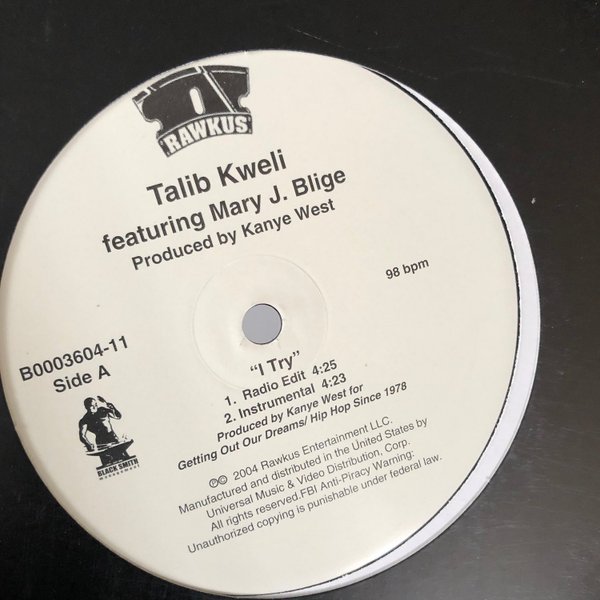 RAWKUS
Talib Kweli
featuring Mary J. Blige
Produced by Kanye West
98 bpm
B0003604-11
Side A
"I Try"
1. Radio Edit 4:25
2. Instrumental 4:23
Produced by Kanye West for
Getting Out Our Dreams/ Hip Hop Since 1978
BLACK SMITH
MANAGEMENT
℗© 2004 Rawkus Entertainment LLC.
Manufactured and distributed in the United States by
Universal Music & Video Distribution, Corp.
All rights reserved.FBI Anti-Piracy Warning:
Unauthorized copying is punishable under federal law.